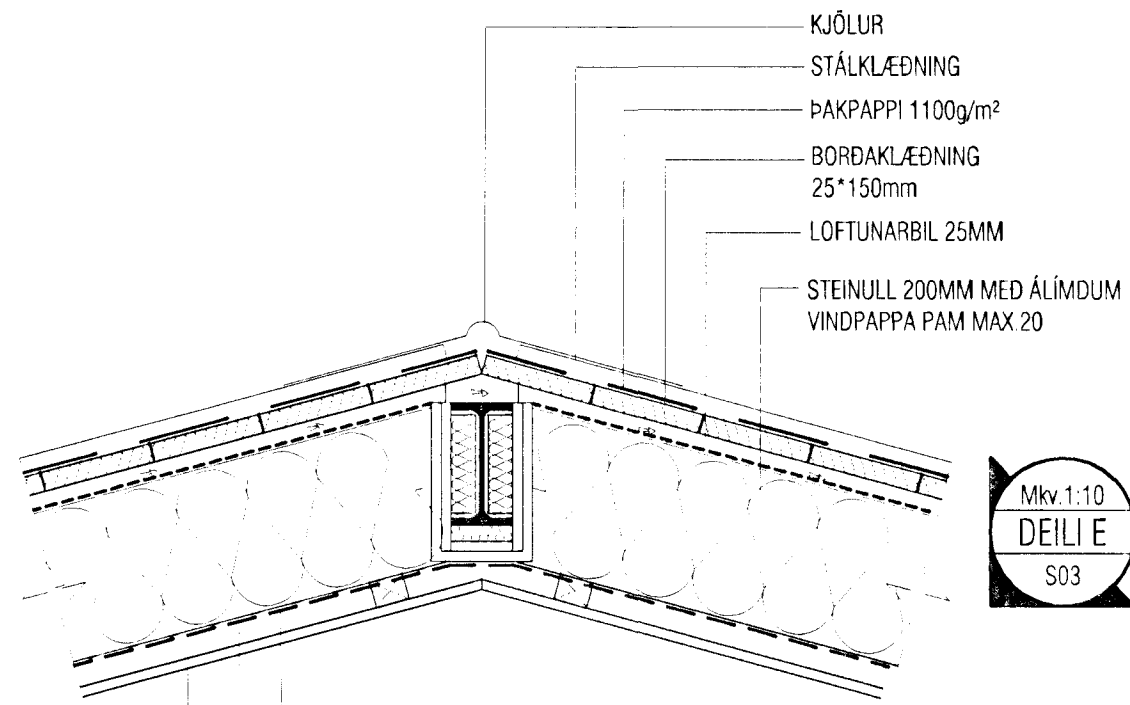 KJÖLUR
STÁLKLÆÐNING
ÞAKPAPPI 1100g/m²
BORÐAKLÆÐNING
25*150mm
LOFTUNARBIL 25MM
STEINULL 200MM MEÐ ÁLÍMDUM
VINDPAPPA PAM MAX.20
Mkv.1:10
DEILI E
S03